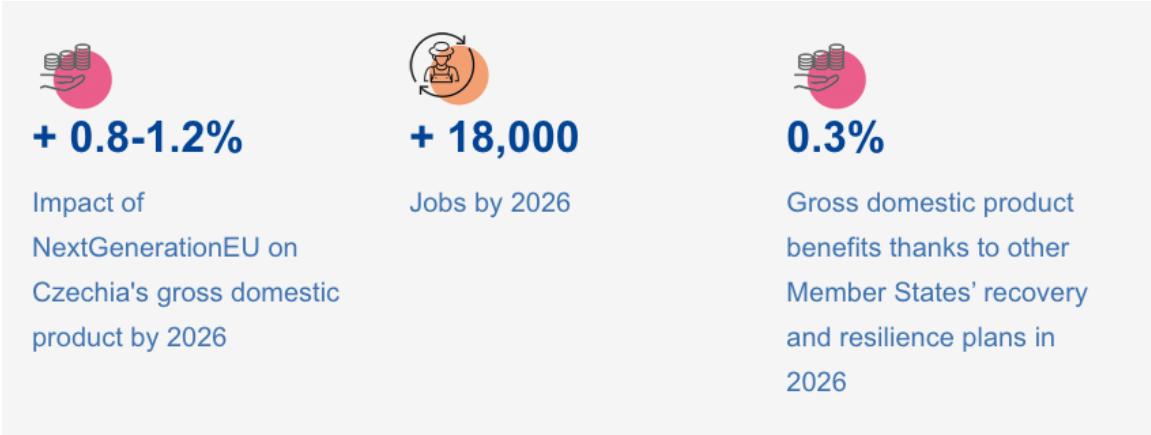 + 0.8-1.2%
Impact of
NextGenerationEU on
Czechia's gross domestic
product by 2026
+ 18,000
Jobs by 2026
0.3%
Gross domestic product
benefits thanks to other
Member States’ recovery
and resilience plans in
2026